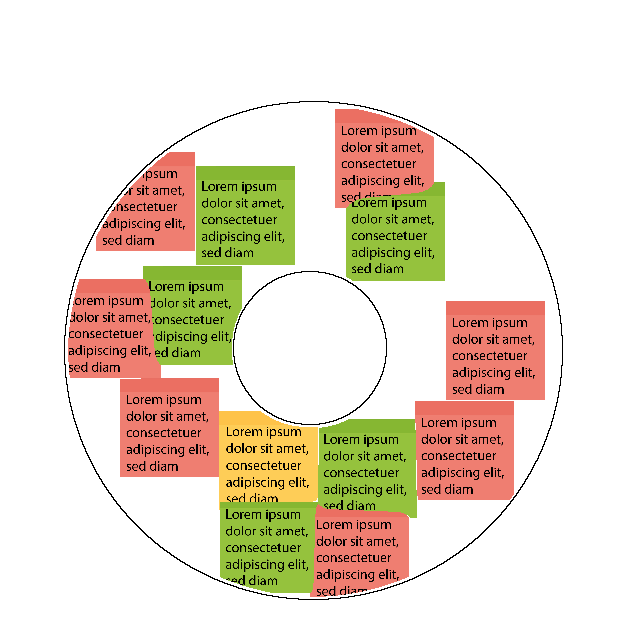 Lorem ipsum
dolor sit amet,
consectetuer
adipiscing elit,
sed diam
sit amet,
adipiscing elit,
sed diam
Lorem ipsum
dolor sit amet,
consectetuer
adipiscing elit,
sed diam
Lorem ipsum
dolor sit amet,
consectetuer
adipiscing elit,
sed diam
orem ipsum
dolor sit amet,
consectetuer
adipiscing elit,
sed diam
Lorem ipsum
dolor sit amet,
consectetuer
dipiscing elit,
ed diam
Lorem ipsum
dolor sit amet,
consectetuer
adipiscing elit,
sed diam
Lorem ipsum
dolor sit amet,
consectetuer
adipiscing elit,
sed diam
Lorem ipsum
dolor sit amet,
consectetuer
adipiscing elit,
sed diam
Lorem ipsum
dolor sit amet,
consectetuer
adipiscing elit,
sed diam
Lorem ipsum
dolor sit amet,
consectetuer
adipiscing elit,
sed diam
Lorem ipsum
dolor sit amet,
consectetuer
adipiscing elit,
sed diam
Lorem ipsum
dolor sit amet,
consectetuer
adipiscing elit,
sed diam